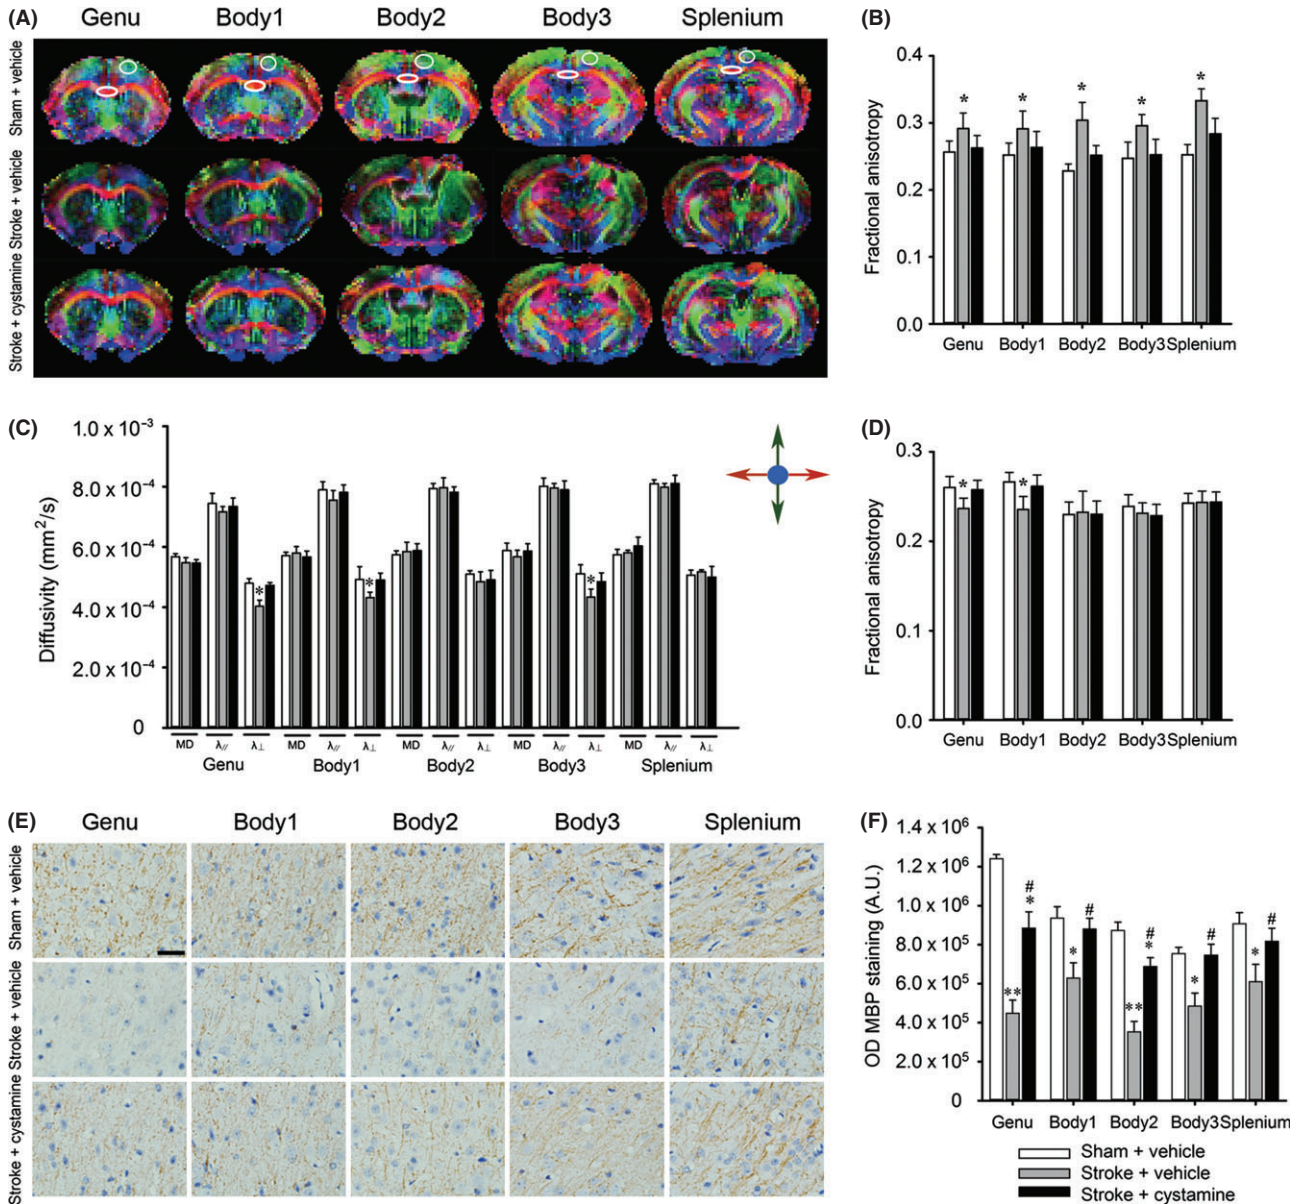 (A)
Genu Body1 Body2 Body3 Splenium
Sham + vehicle
Stroke + vehicle
Stroke + cystamine
(B)
Fractional anisotropy
0.4
0.3
0.2
0.1
0.0
* * * * *
Genu Body1 Body2 Body3 Splenium
(C)
Diffusivity (mm²/s)
1.0 x 10⁻³
8.0 x 10⁻⁴
6.0 x 10⁻⁴
4.0 x 10⁻⁴
2.0 x 10⁻⁴
0
* * *
MD λ// λ⊥ MD λ// λ⊥ MD λ// λ⊥ MD λ// λ⊥ MD λ// λ⊥
Genu Body1 Body2 Body3 Splenium
(D)
Fractional anisotropy
0.3
0.2
0.1
0.0
* *
Genu Body1 Body2 Body3 Splenium
(E)
Genu Body1 Body2 Body3 Splenium
Sham + vehicle
Stroke + vehicle
Stroke + cystamine
(F)
OD MBP staining (A.U.)
1.4 x 10⁶
1.2 x 10⁶
1.0 x 10⁶
8.0 x 10⁵
6.0 x 10⁵
4.0 x 10⁵
2.0 x 10⁵
0
# # # # #
** * * * ** * *
Genu Body1 Body2 Body3 Splenium
Sham + vehicle
Stroke + vehicle
Stroke + cystamine